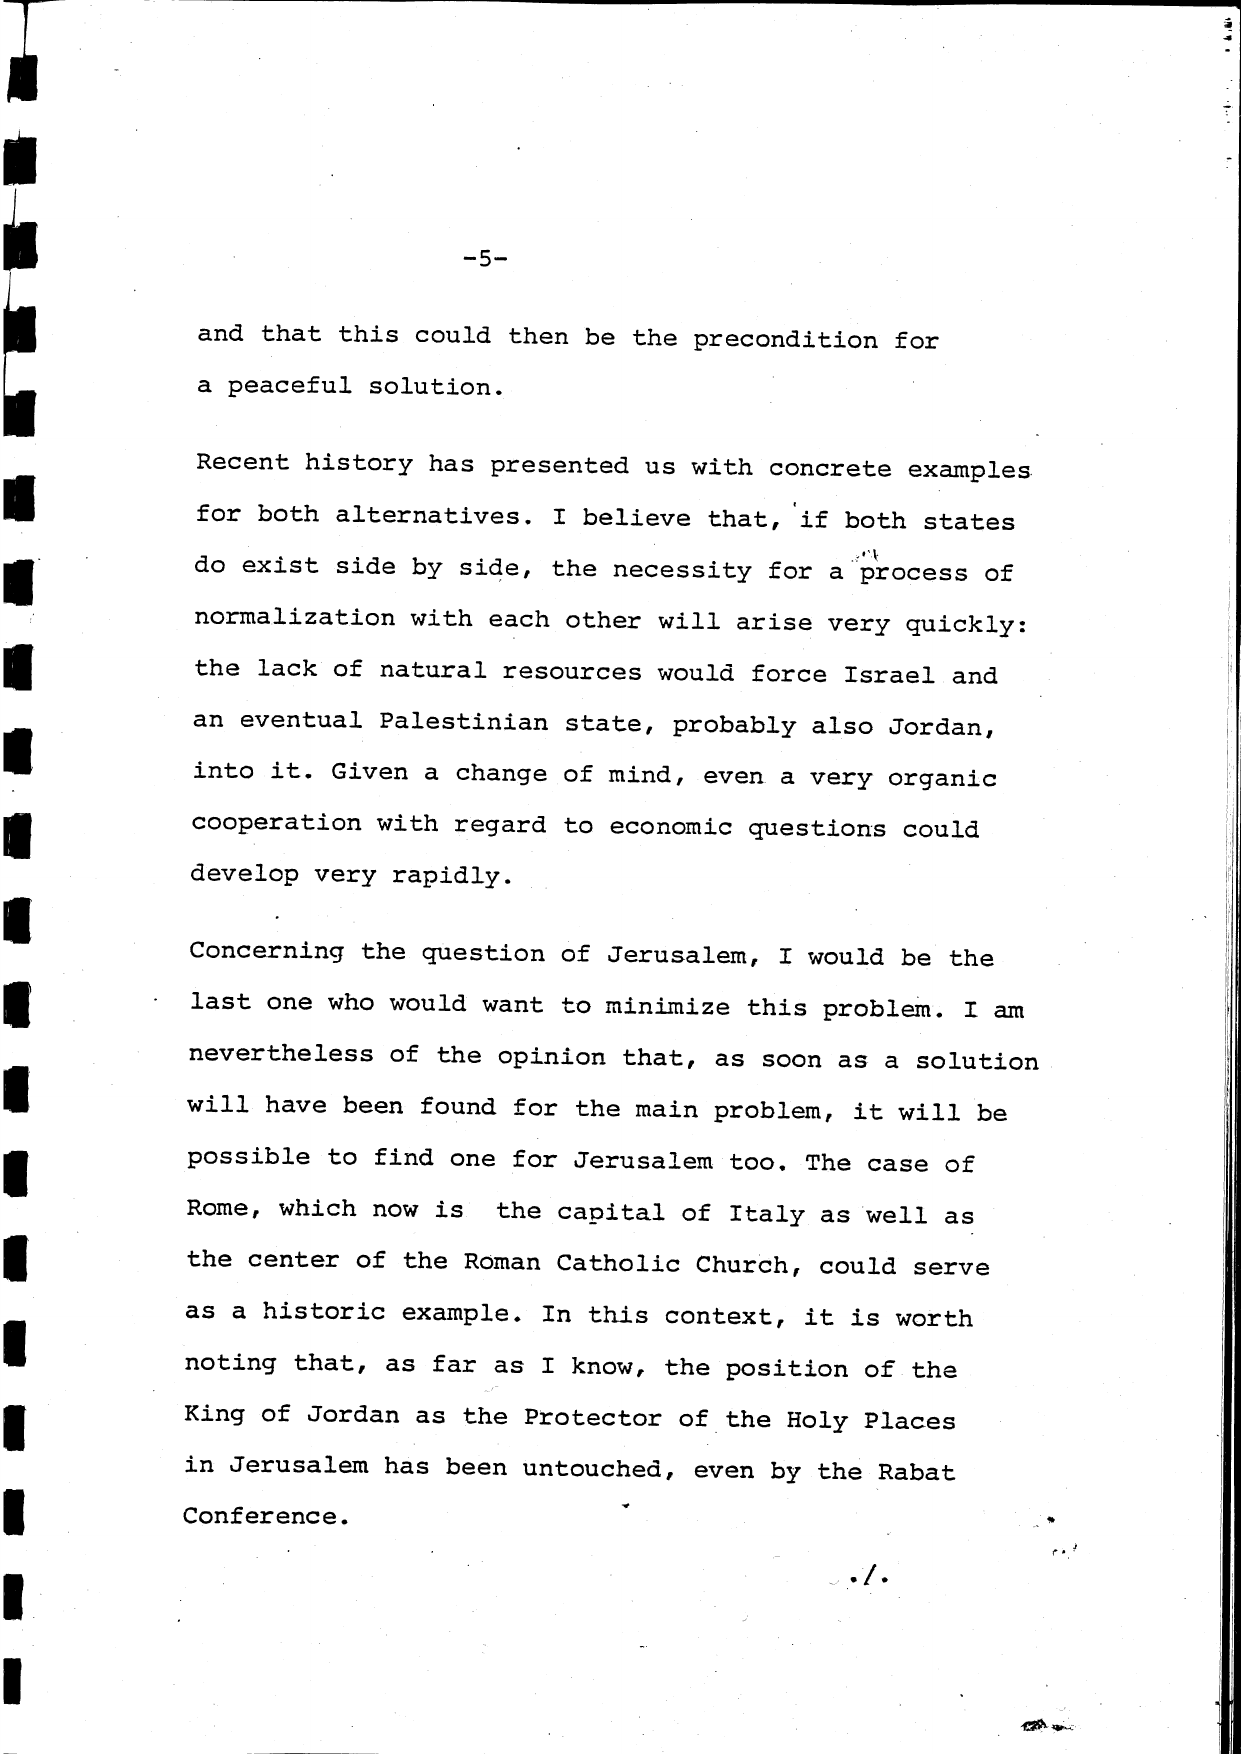 -5-
and that this could then be the precondition for
a peaceful solution.
Recent history has presented us with concrete examples
for both alternatives. I believe that, if both states
do exist side by side, the necessity for a process of
normalization with each other will arise very quickly:
the lack of natural resources would force Israel and
an eventual Palestinian state, probably also Jordan,
into it. Given a change of mind, even a very organic
cooperation with regard to economic questions could
develop very rapidly.
Concerning the question of Jerusalem, I would be the
last one who would want to minimize this problem. I am
nevertheless of the opinion that, as soon as a solution
will have been found for the main problem, it will be
possible to find one for Jerusalem too. The case of
Rome, which now is  the capital of Italy as well as
the center of the Roman Catholic Church, could serve
as a historic example. In this context, it is worth
noting that, as far as I know, the position of the
King of Jordan as the Protector of the Holy Places
in Jerusalem has been untouched, even by the Rabat
Conference.
./.